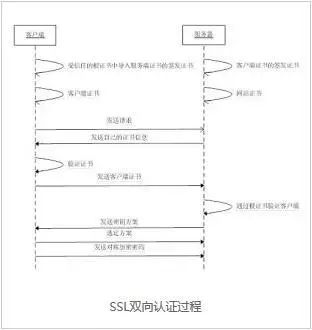 客户端
服务器
受信任的根证书中导入服务端证书的签发证书
客户端证书的签发证书
客户端证书
网站证书
发送请求
发送自己的证书信息
验证证书
发送客户端证书
通过根证书验证客户端
发送密钥方案
选定方案
发送对称加密密码
SSL双向认证过程